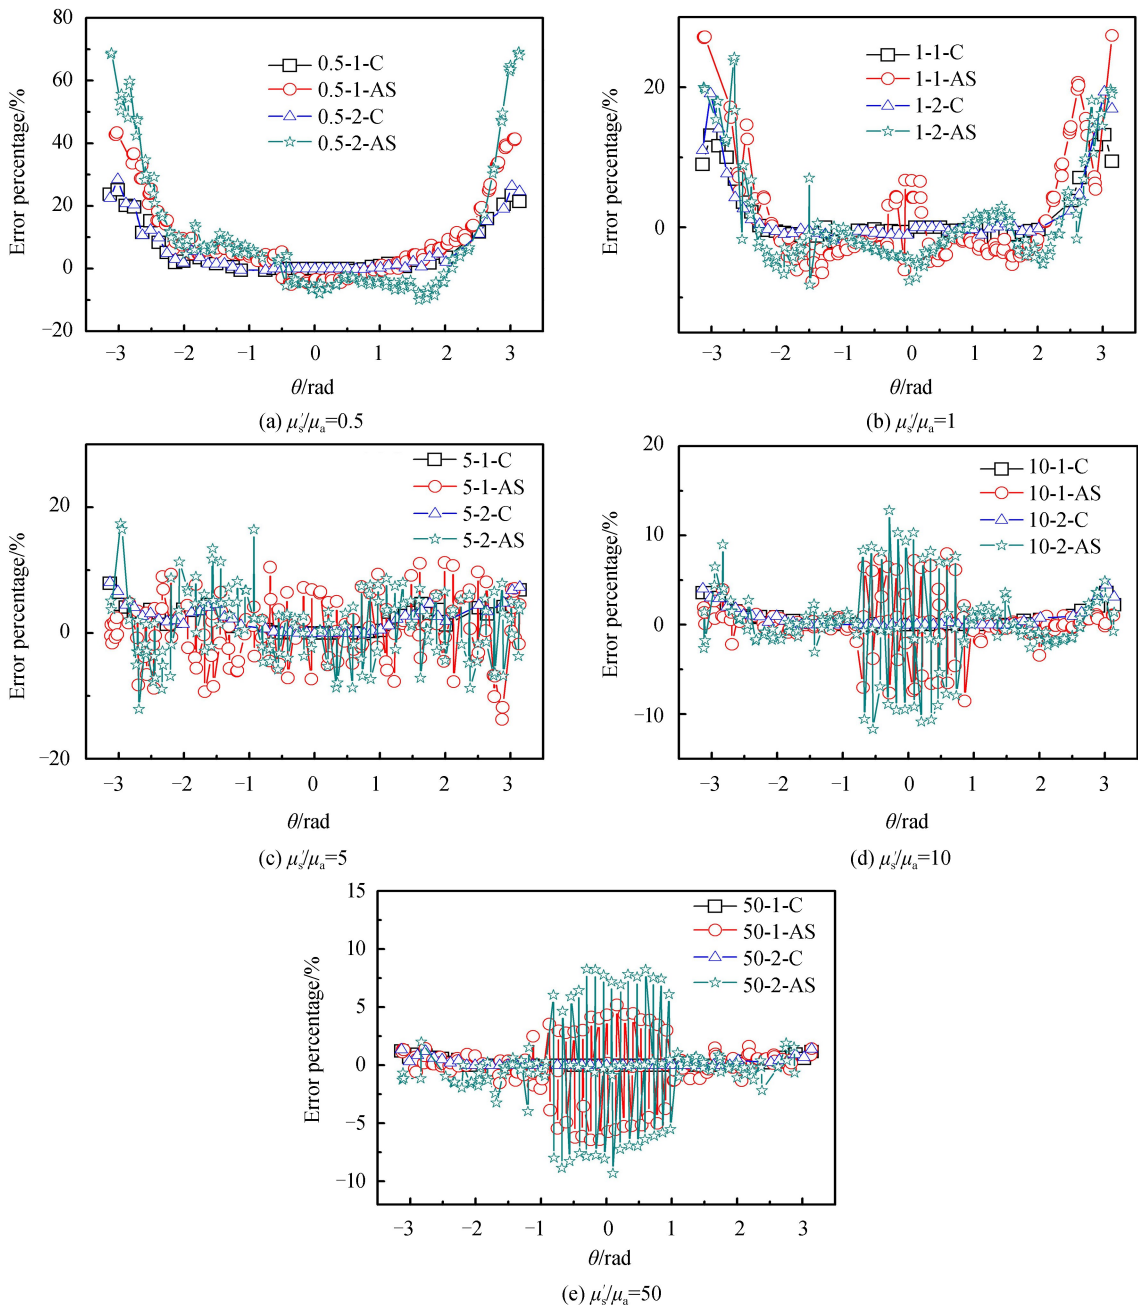 80
60
40
20
0
−20
Error percentage/%
0.5-1-C
0.5-1-AS
0.5-2-C
0.5-2-AS
−3 −2 −1 0 1 2 3
θ/rad
(a) μs′/μa=0.5
20
0
Error percentage/%
1-1-C
1-1-AS
1-2-C
1-2-AS
−3 −2 −1 0 1 2 3
θ/rad
(b) μs′/μa=1
20
0
−20
Error percentage/%
5-1-C
5-1-AS
5-2-C
5-2-AS
−3 −2 −1 0 1 2 3
θ/rad
(c) μs′/μa=5
20
10
0
−10
Error percentage/%
10-1-C
10-1-AS
10-2-C
10-2-AS
−3 −2 −1 0 1 2 3
θ/rad
(d) μs′/μa=10
15
10
5
0
−5
−10
Error percentage/%
50-1-C
50-1-AS
50-2-C
50-2-AS
−3 −2 −1 0 1 2 3
θ/rad
(e) μs′/μa=50